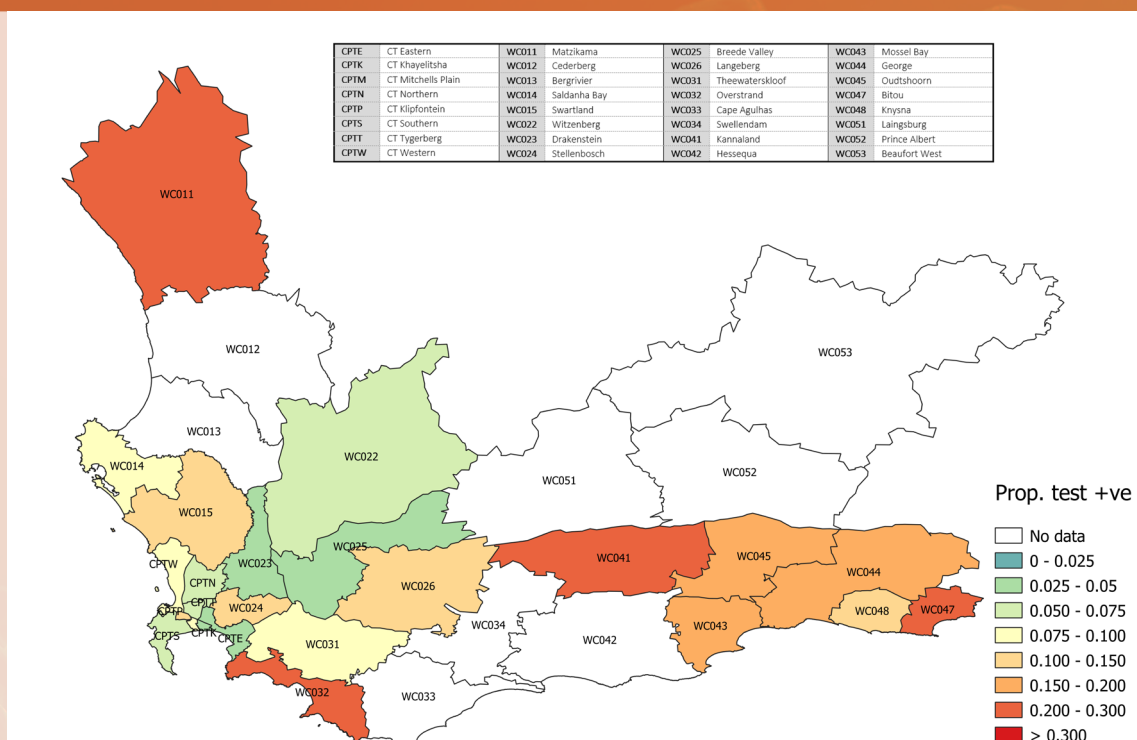 CPTE CT Eastern WC011 Matzikama WC025 Breede Valley WC043 Mossel Bay
CPTK CT Khayelitsha WC012 Cederberg WC026 Langeberg WC044 George
CPTM CT Mitchells Plain WC013 Bergrivier WC031 Theewaterskloof WC045 Oudtshoorn
CPTN CT Northern WC014 Saldanha Bay WC032 Overstrand WC047 Bitou
CPTP CT Klipfontein WC015 Swartland WC033 Cape Agulhas WC048 Knysna
CPTS CT Southern WC022 Witzenberg WC034 Swellendam WC051 Laingsburg
CPTT CT Tygerberg WC023 Drakenstein WC041 Kannaland WC052 Prince Albert
CPTW CT Western WC024 Stellenbosch WC042 Hessequa WC053 Beaufort West
WC011
WC012
WC053
WC013
WC022
WC014
WC052
WC051
WC015
WC025
WC041
WC045
CPTW
WC023
WC044
CPTN
WC026
CPTT
WC024
CPTP
WC048
WC047
WC034
WC043
CPTS
CPTK
CPTE
WC031
WC042
WC032
WC033
Prop. test +ve
No data
0 - 0.025
0.025 - 0.05
0.050 - 0.075
0.075 - 0.100
0.100 - 0.150
0.150 - 0.200
0.200 - 0.300
> 0.300